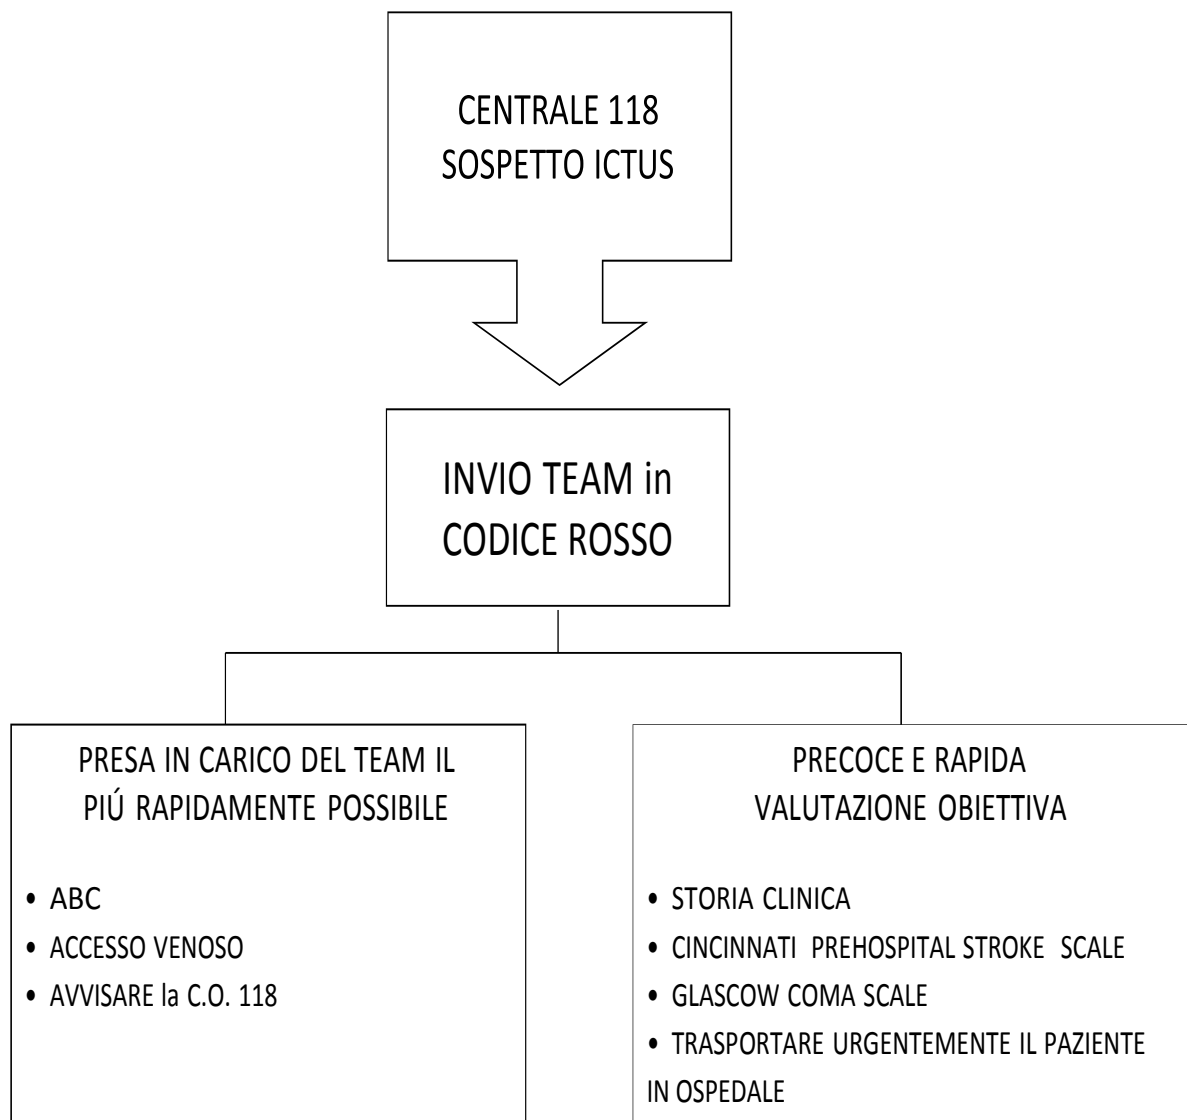 CENTRALE 118
SOSPETTO ICTUS
INVIO TEAM in
CODICE ROSSO
PRESA IN CARICO DEL TEAM IL
PIÚ RAPIDAMENTE POSSIBILE
• ABC
• ACCESSO VENOSO
• AVVISARE la C.O. 118
PRECOCE E RAPIDA
VALUTAZIONE OBIETTIVA
• STORIA CLINICA
• CINCINNATI PREHOSPITAL STROKE SCALE
• GLASCOW COMA SCALE
• TRASPORTARE URGENTEMENTE IL PAZIENTE
IN OSPEDALE